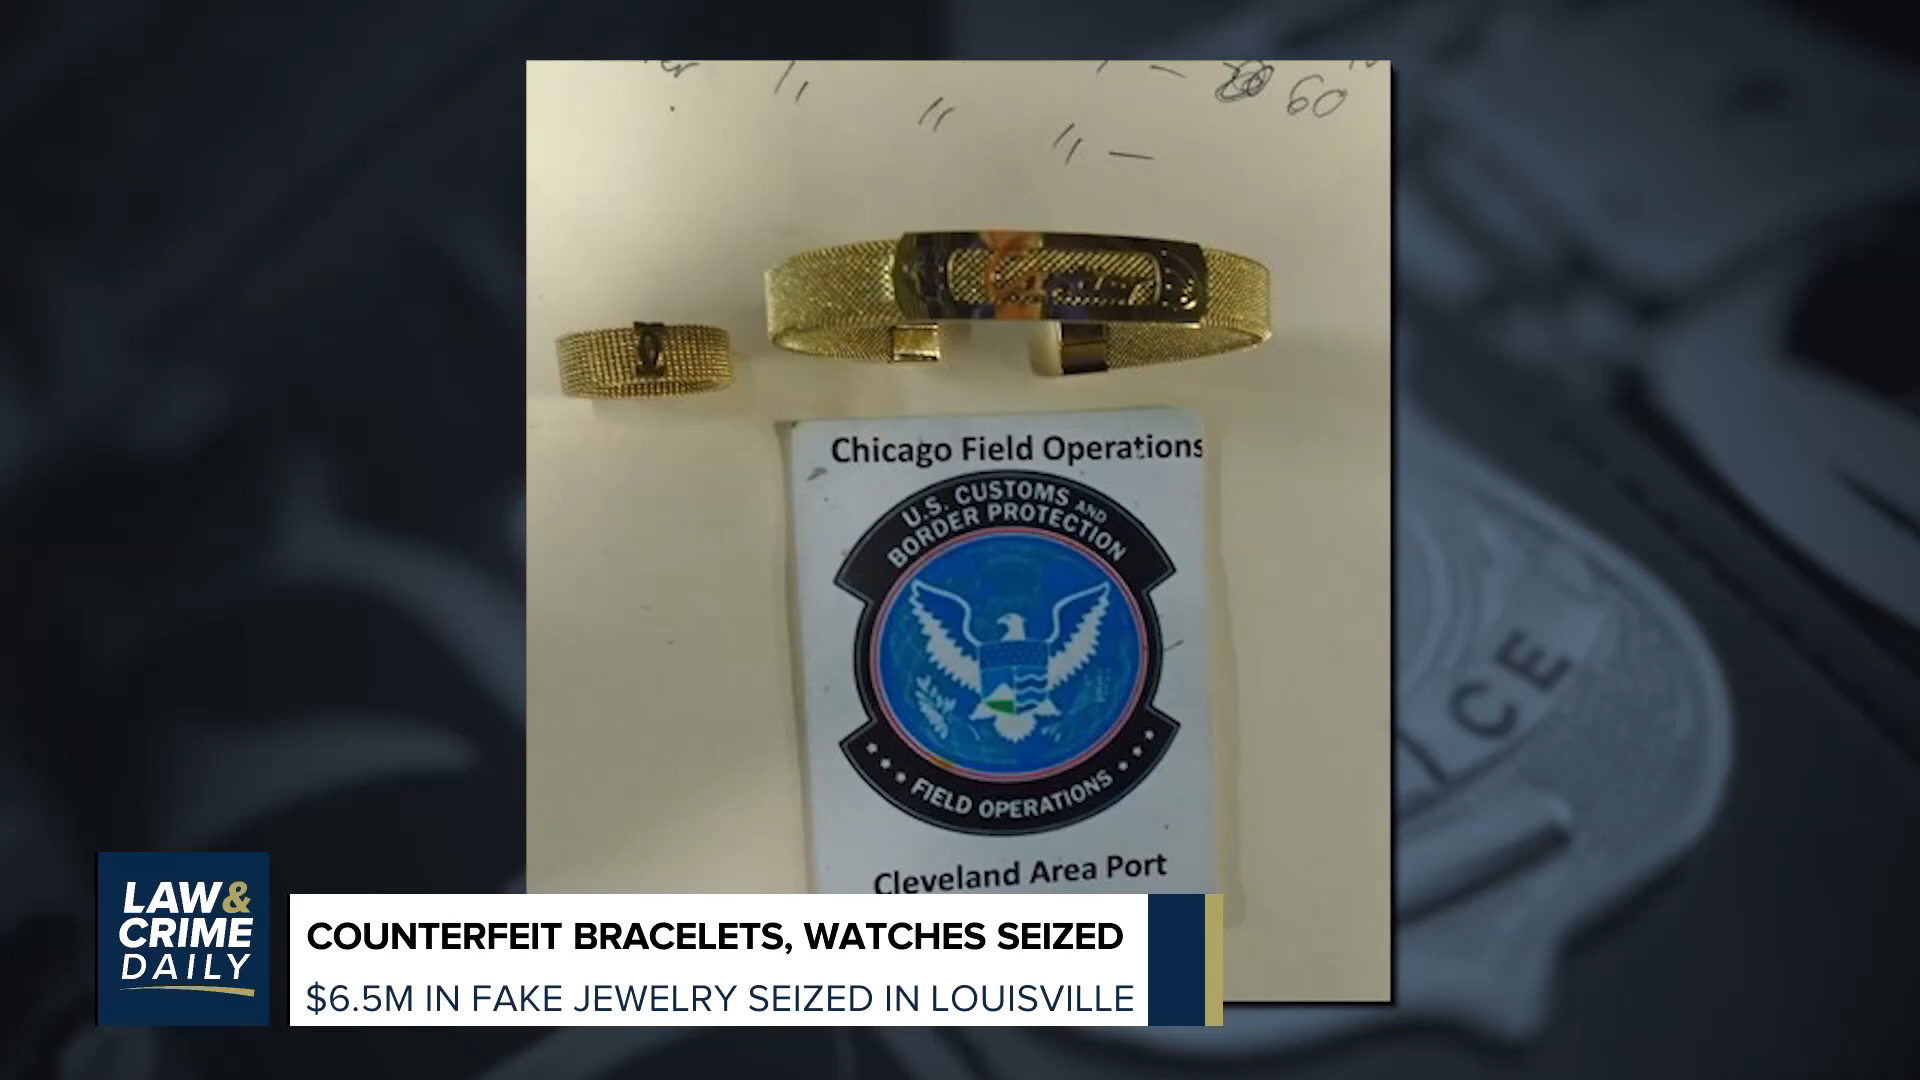 60
Chicago Field Operations
U.S. CUSTOMS AND
BORDER PROTECTION
FIELD OPERATIONS
Cleveland Area Port
ICE
LAW&
CRIME
DAILY
COUNTERFEIT BRACELETS, WATCHES SEIZED
$6.5M IN FAKE JEWELRY SEIZED IN LOUISVILLE